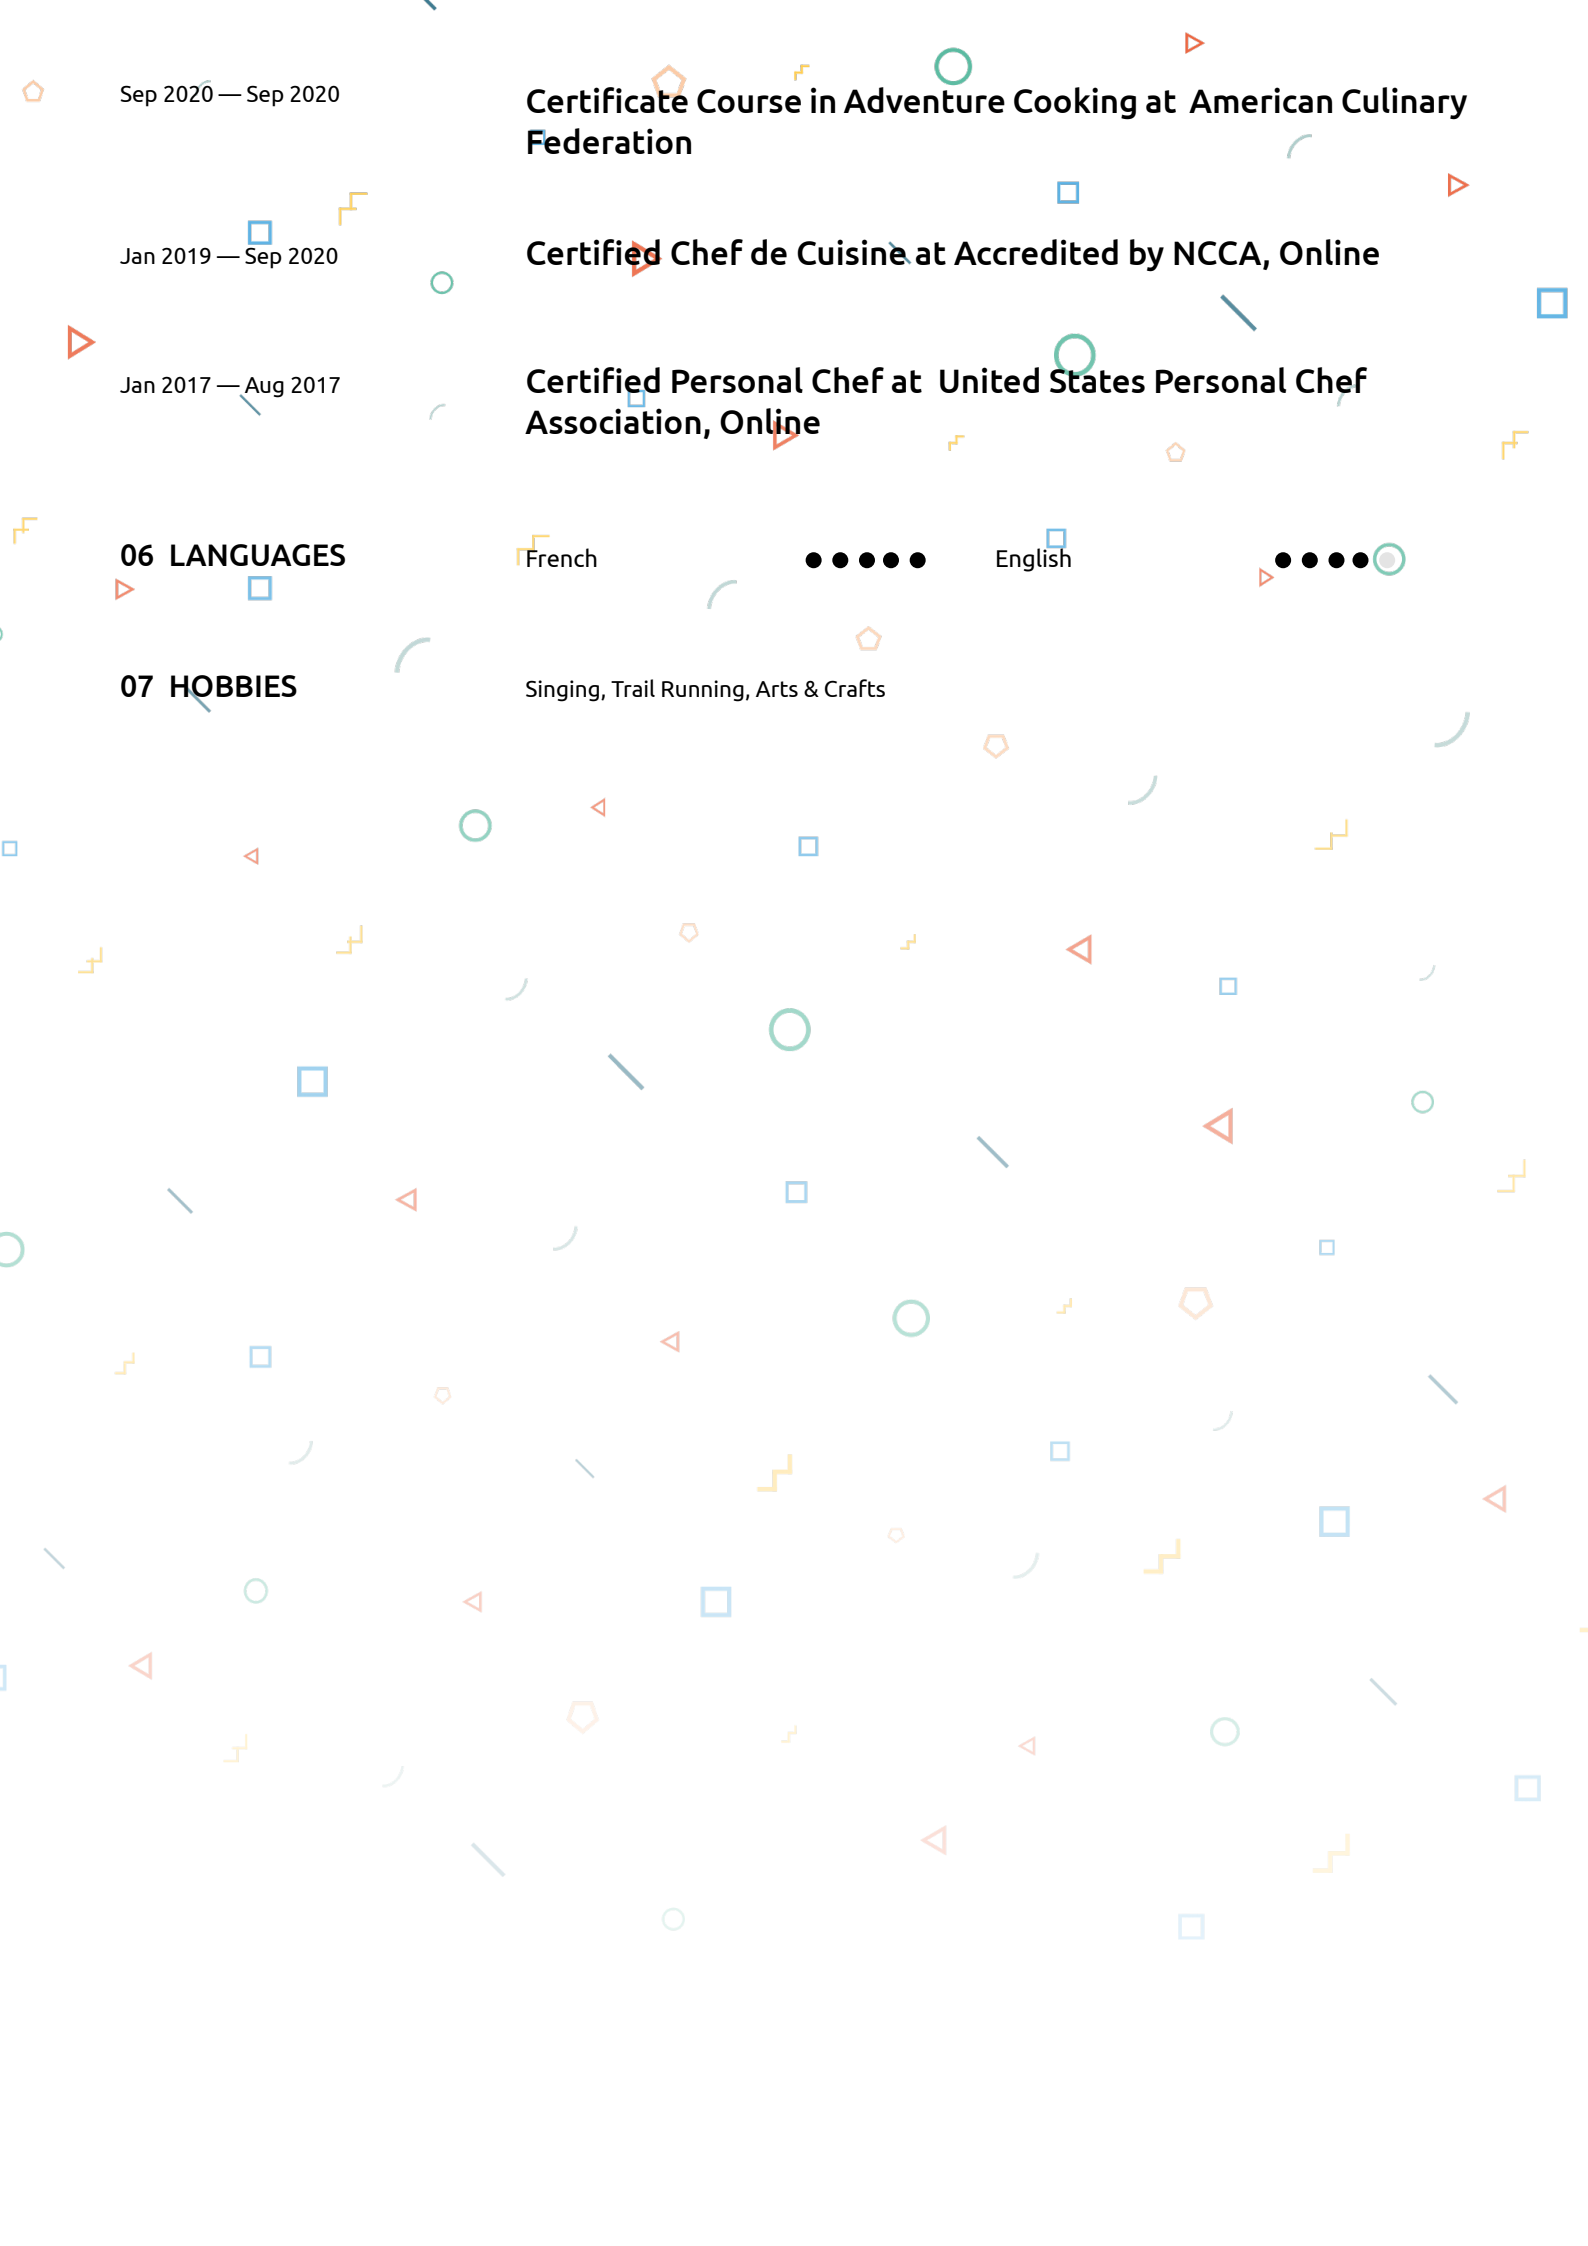 Sep 2020 — Sep 2020
Certificate Course in Adventure Cooking at American Culinary
Federation
Jan 2019 — Sep 2020
Certified Chef de Cuisine at Accredited by NCCA, Online
Jan 2017 — Aug 2017
Certified Personal Chef at United States Personal Chef
Association, Online
06 LANGUAGES
French
English
07 HOBBIES
Singing, Trail Running, Arts & Crafts